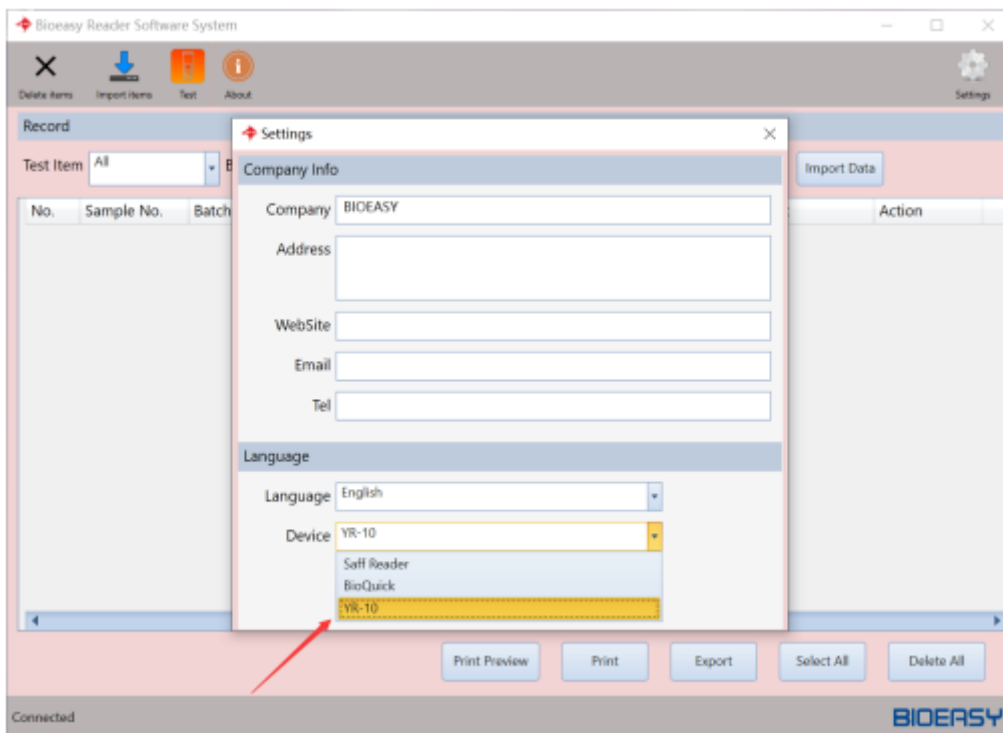 Bioeasy Reader Software System
Delete items Import items Test About Settings
Record
Settings
Test Item All B Import Data
Company Info
No. Sample No. Batch Action
Company BIOEASY
Address
WebSite
Email
Tel
Language
Language English
Device YR-10
Saff Reader
BioQuick
YR-10
Print Preview Print Export Select All Delete All
Connected BIOEASY